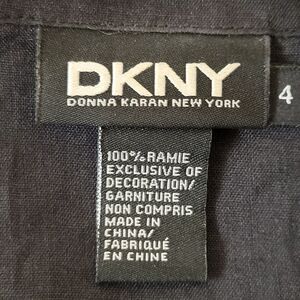 DKNY
DONNA KARAN NEW YORK
4
100% RAMIE
EXCLUSIVE OF
DECORATION/
GARNITURE
NON COMPRIS
MADE IN
CHINA/
FABRIQUÉ
EN CHINE